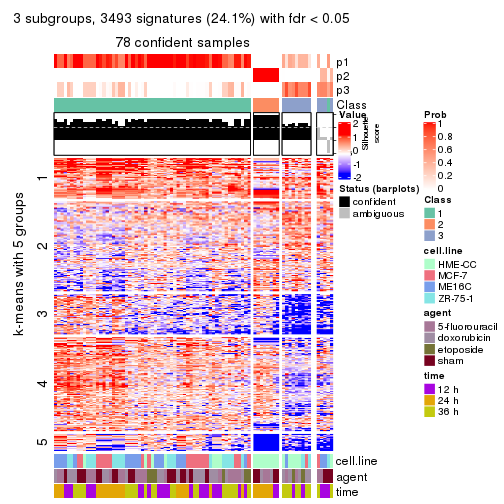 3 subgroups, 3493 signatures (24.1%) with fdr < 0.05
78 confident samples
p1
p2
p3
Class
Silhouette
score
k-means with 5 groups
1
2
3
4
5
cell.line
agent
time
Value
2
1
0
-1
-2
Status (barplots)
confident
ambiguous
Prob
1
0.8
0.6
0.4
0.2
0
Class
1
2
3
cell.line
HME-CC
MCF-7
ME16C
ZR-75-1
agent
5-fluorouracil
doxorubicin
etoposide
sham
time
12 h
24 h
36 h